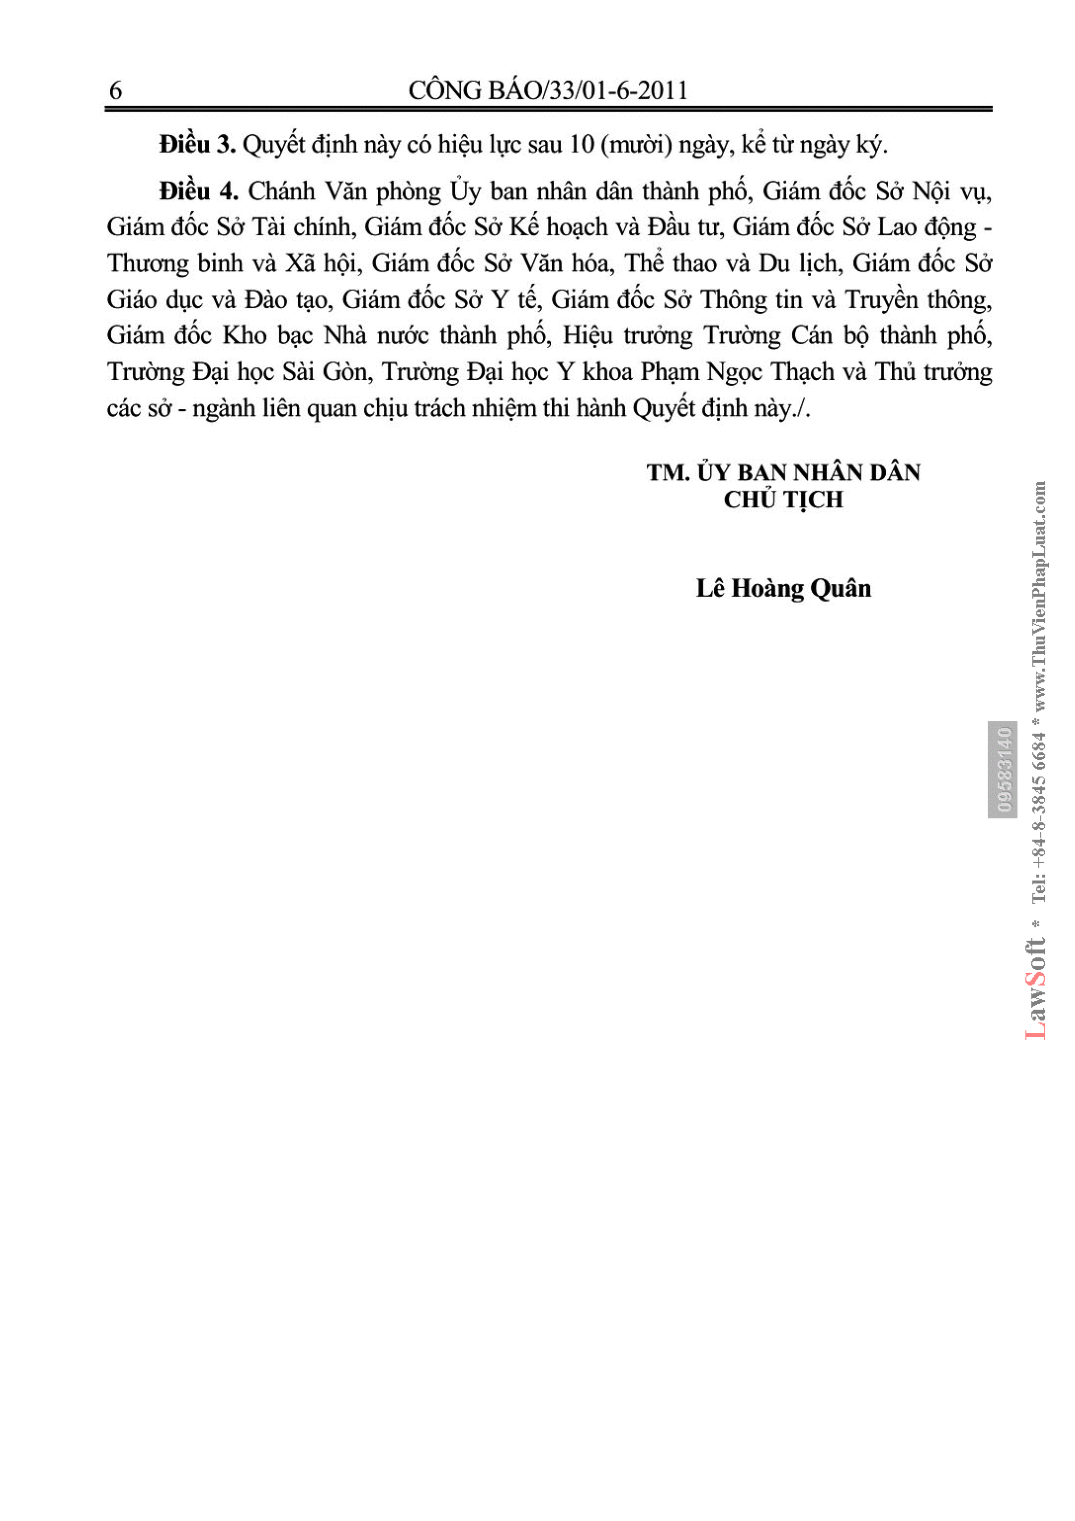 6 CÔNG BÁO/33/01-6-2011
Điều 3. Quyết định này có hiệu lực sau 10 (mười) ngày, kể từ ngày ký.
Điều 4. Chánh Văn phòng Ủy ban nhân dân thành phố, Giám đốc Sở Nội vụ,
Giám đốc Sở Tài chính, Giám đốc Sở Kế hoạch và Đầu tư, Giám đốc Sở Lao động -
Thương binh và Xã hội, Giám đốc Sở Văn hóa, Thể thao và Du lịch, Giám đốc Sở
Giáo dục và Đào tạo, Giám đốc Sở Y tế, Giám đốc Sở Thông tin và Truyền thông,
Giám đốc Kho bạc Nhà nước thành phố, Hiệu trưởng Trường Cán bộ thành phố,
Trường Đại học Sài Gòn, Trường Đại học Y khoa Phạm Ngọc Thạch và Thủ trưởng
các sở - ngành liên quan chịu trách nhiệm thi hành Quyết định này./.
TM. ỦY BAN NHÂN DÂN
CHỦ TỊCH
Lê Hoàng Quân
09583140
LawSoft * Tel: +84-8-3845 6684 * www.ThuVienPhapLuat.com